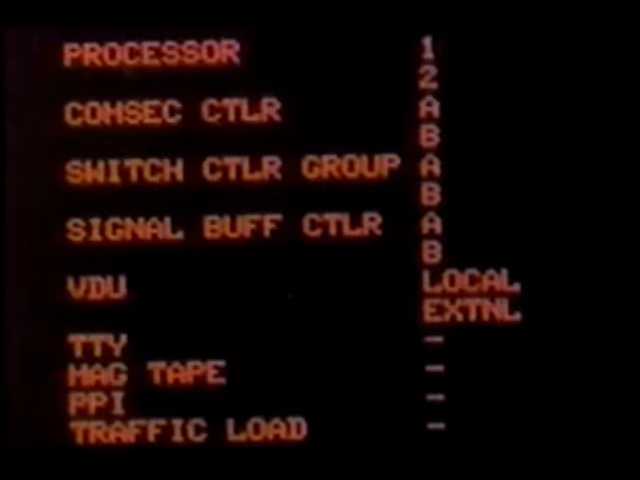 PROCESSOR 1
2
COMSEC CTLR A
B
SWITCH CTLR GROUP A
B
SIGNAL BUFF CTLR A
B
VDU LOCAL
EXTNL
TTY -
MAG TAPE -
PPI -
TRAFFIC LOAD -